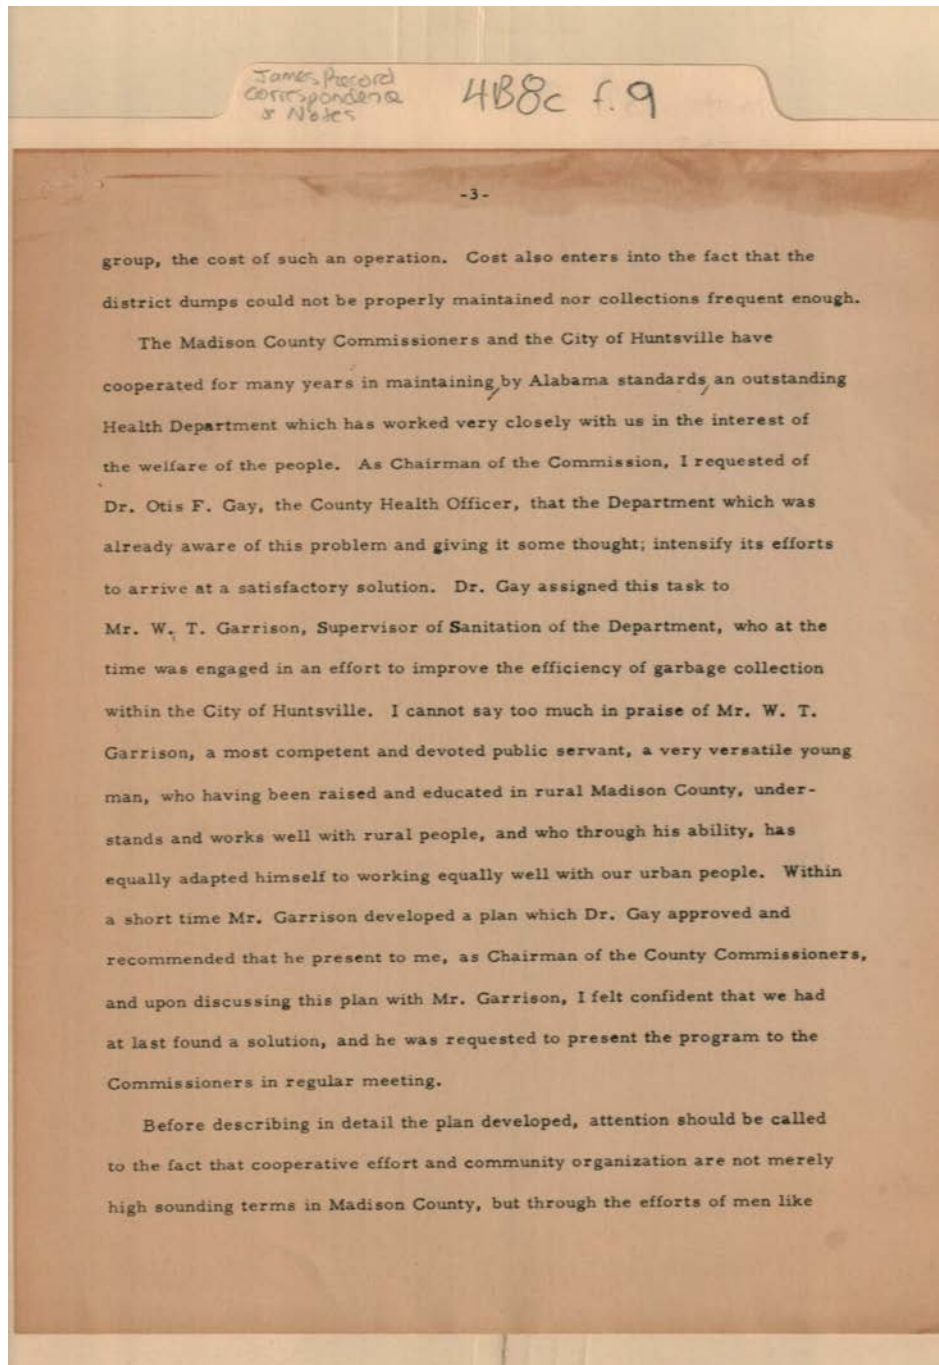 James Record
Correspondence
& Notes
4B8c f.9
-3-
group, the cost of such an operation. Cost also enters into the fact that the
district dumps could not be properly maintained nor collections frequent enough.
The Madison County Commissioners and the City of Huntsville have
cooperated for many years in maintaining, by Alabama standards, an outstanding
Health Department which has worked very closely with us in the interest of
the welfare of the people. As Chairman of the Commission, I requested of
Dr. Otis F. Gay, the County Health Officer, that the Department which was
already aware of this problem and giving it some thought; intensify its efforts
to arrive at a satisfactory solution. Dr. Gay assigned this task to
Mr. W. T. Garrison, Supervisor of Sanitation of the Department, who at the
time was engaged in an effort to improve the efficiency of garbage collection
within the City of Huntsville. I cannot say too much in praise of Mr. W. T.
Garrison, a most competent and devoted public servant, a very versatile young
man, who having been raised and educated in rural Madison County, under-
stands and works well with rural people, and who through his ability, has
equally adapted himself to working equally well with our urban people. Within
a short time Mr. Garrison developed a plan which Dr. Gay approved and
recommended that he present to me, as Chairman of the County Commissioners,
and upon discussing this plan with Mr. Garrison, I felt confident that we had
at last found a solution, and he was requested to present the program to the
Commissioners in regular meeting.
Before describing in detail the plan developed, attention should be called
to the fact that cooperative effort and community organization are not merely
high sounding terms in Madison County, but through the efforts of men like